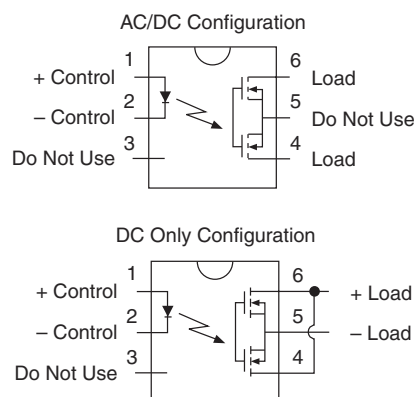 AC/DC Configuration
1 6
+ Control Load
2 5
– Control Do Not Use
3 4
Do Not Use Load
DC Only Configuration
1 6
+ Control + Load
2 5
– Control – Load
3 4
Do Not Use